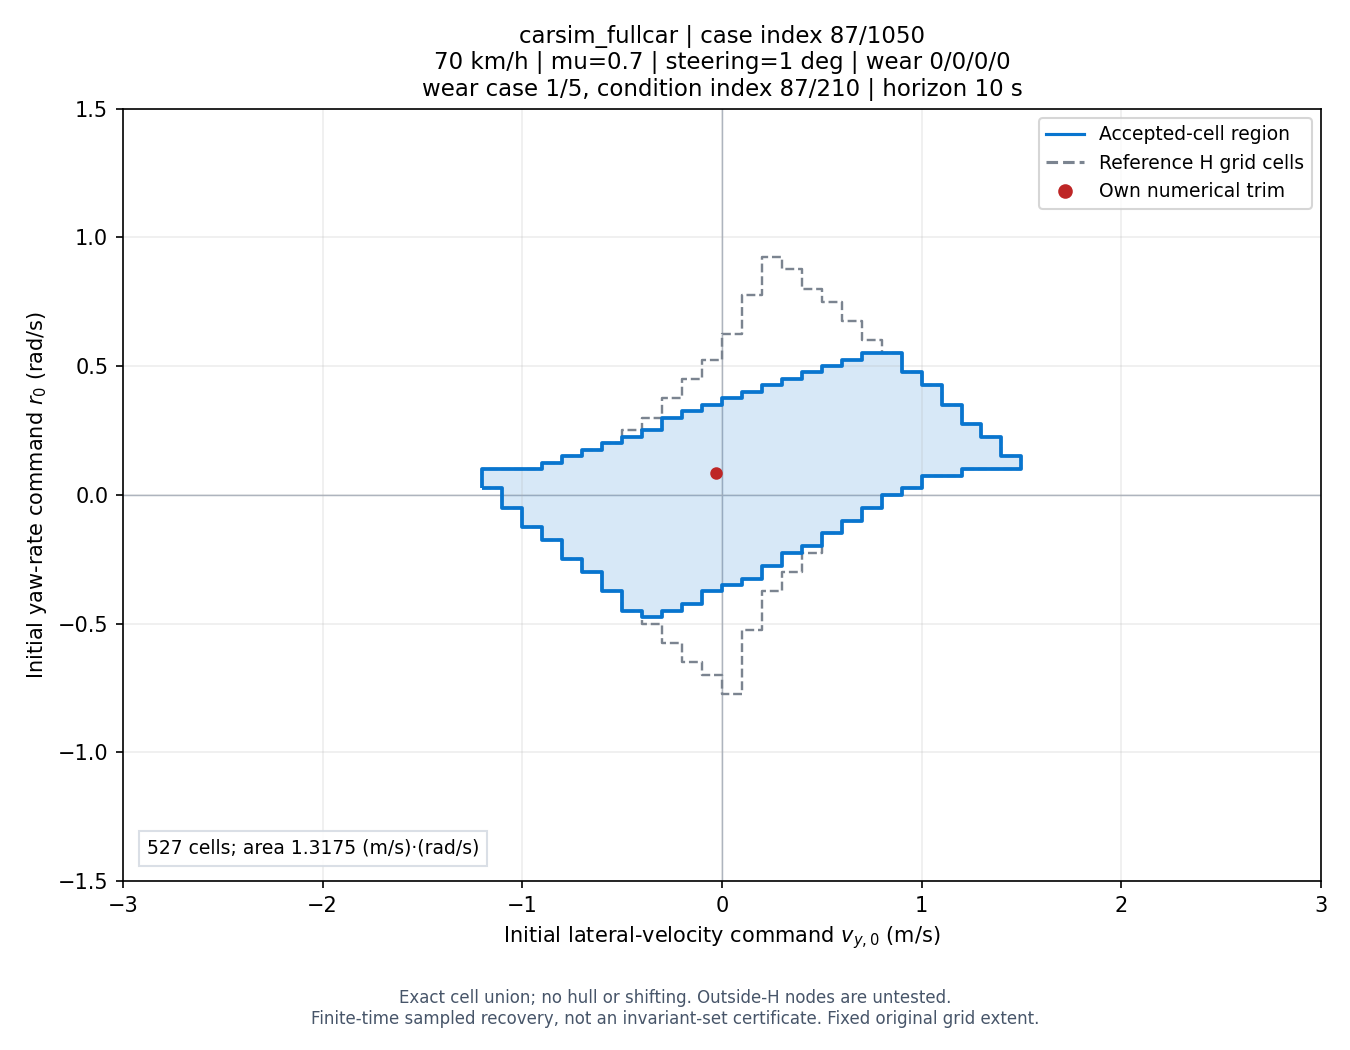 carsim_fullcar | case index 87/1050
70 km/h | mu=0.7 | steering=1 deg | wear 0/0/0/0
wear case 1/5, condition index 87/210 | horizon 10 s
Accepted-cell region
Reference H grid cells
Own numerical trim
1.5
1.0
0.5
0.0
−0.5
−1.0
−1.5
Initial yaw-rate command r₀ (rad/s)
527 cells; area 1.3175 (m/s)·(rad/s)
−3
−2
−1
0
1
2
3
Initial lateral-velocity command v_{y,0} (m/s)
Exact cell union; no hull or shifting. Outside-H nodes are untested.
Finite-time sampled recovery, not an invariant-set certificate. Fixed original grid extent.